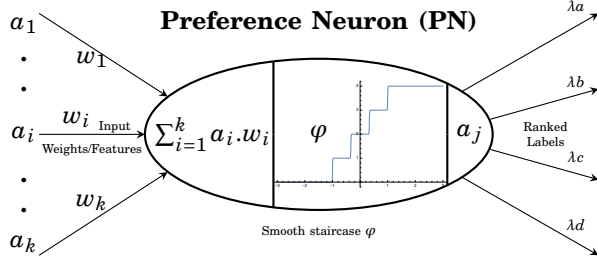 Preference Neuron (PN)
a₁
w₁
.
.
aᵢ
wᵢ Input
Weights/Features
.
.
wₖ
aₖ
∑ᵏᵢ₌₁ aᵢ.wᵢ
φ
aⱼ
λa
λb
Ranked
Labels
λc
λd
Smooth staircase φ